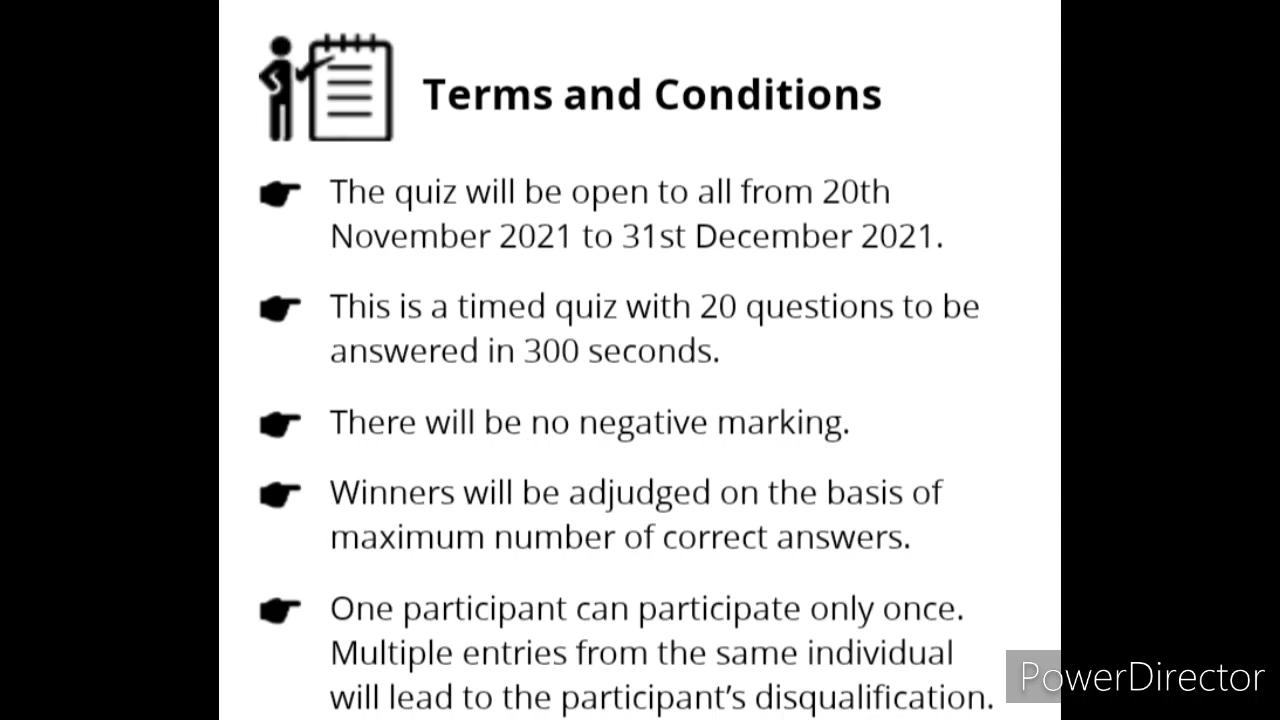 Terms and Conditions
The quiz will be open to all from 20th
November 2021 to 31st December 2021.
This is a timed quiz with 20 questions to be
answered in 300 seconds.
There will be no negative marking.
Winners will be adjudged on the basis of
maximum number of correct answers.
One participant can participate only once.
Multiple entries from the same individual
will lead to the participant’s disqualification.
PowerDirector